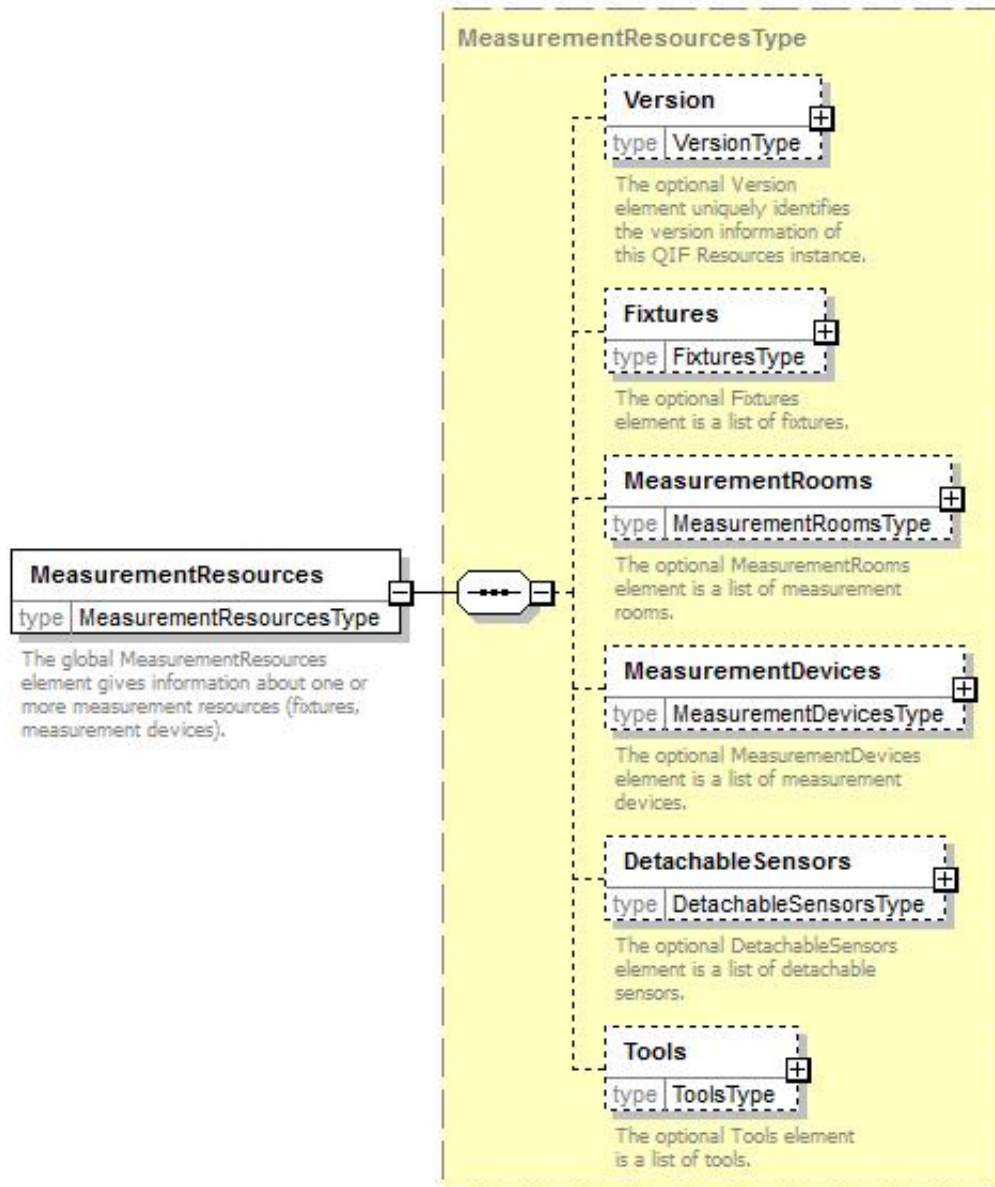 MeasurementResourcesType
Version
type VersionType
The optional Version
element uniquely identifies
the version information of
this QIF Resources instance.
Fixtures
type FixturesType
The optional Fixtures
element is a list of fixtures.
MeasurementRooms
type MeasurementRoomsType
The optional MeasurementRooms
element is a list of measurement
rooms.
MeasurementResources
type MeasurementResourcesType
The global MeasurementResources
element gives information about one or
more measurement resources (fixtures,
measurement devices).
MeasurementDevices
type MeasurementDevicesType
The optional MeasurementDevices
element is a list of measurement
devices.
DetachableSensors
type DetachableSensorsType
The optional DetachableSensors
element is a list of detachable
sensors.
Tools
type ToolsType
The optional Tools element
is a list of tools.